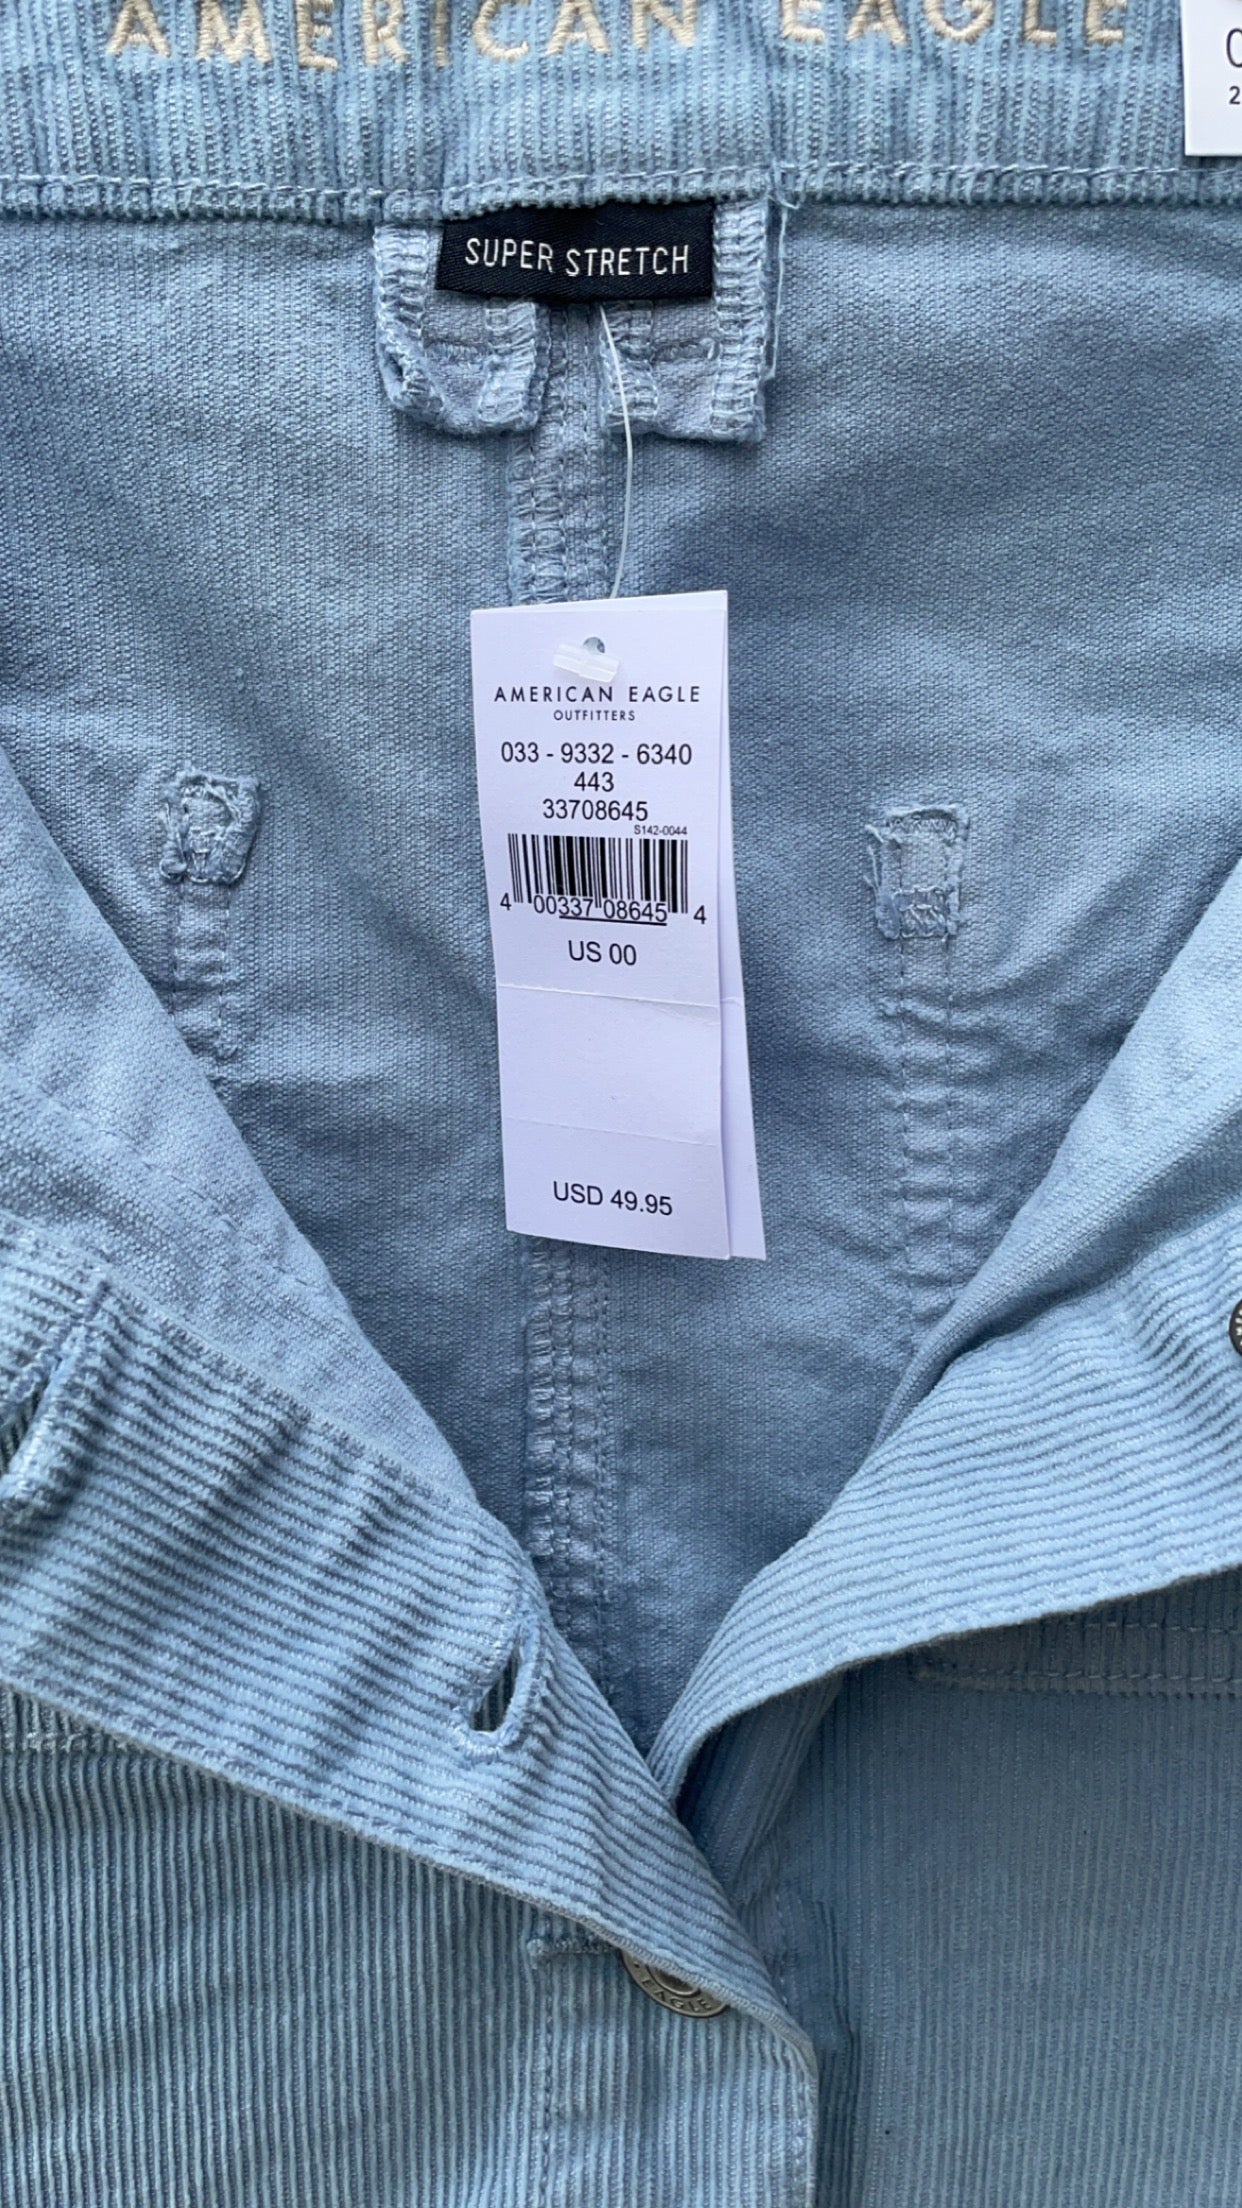 AMERICAN EAGLE
SUPER STRETCH
AMERICAN EAGLE
OUTFITTERS
033 - 9332 - 6340
443
33708645
S142-0044
4 00337 08645 4
US 00
USD 49.95
EAGLE